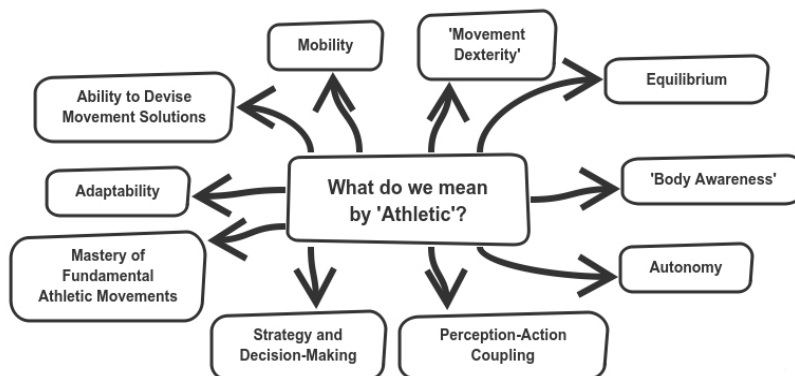 Mobility
'Movement
Dexterity'
Equilibrium
Ability to Devise
Movement Solutions
What do we mean
by 'Athletic'?
'Body Awareness'
Adaptability
Mastery of
Fundamental
Athletic Movements
Autonomy
Strategy and
Decision-Making
Perception-Action
Coupling